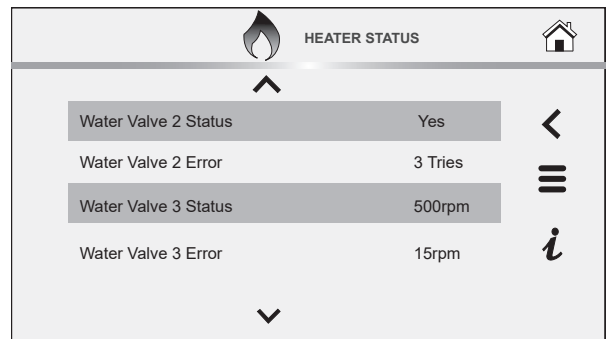 HEATER STATUS
Water Valve 2 Status Yes
Water Valve 2 Error 3 Tries
Water Valve 3 Status 500rpm
Water Valve 3 Error 15rpm
i